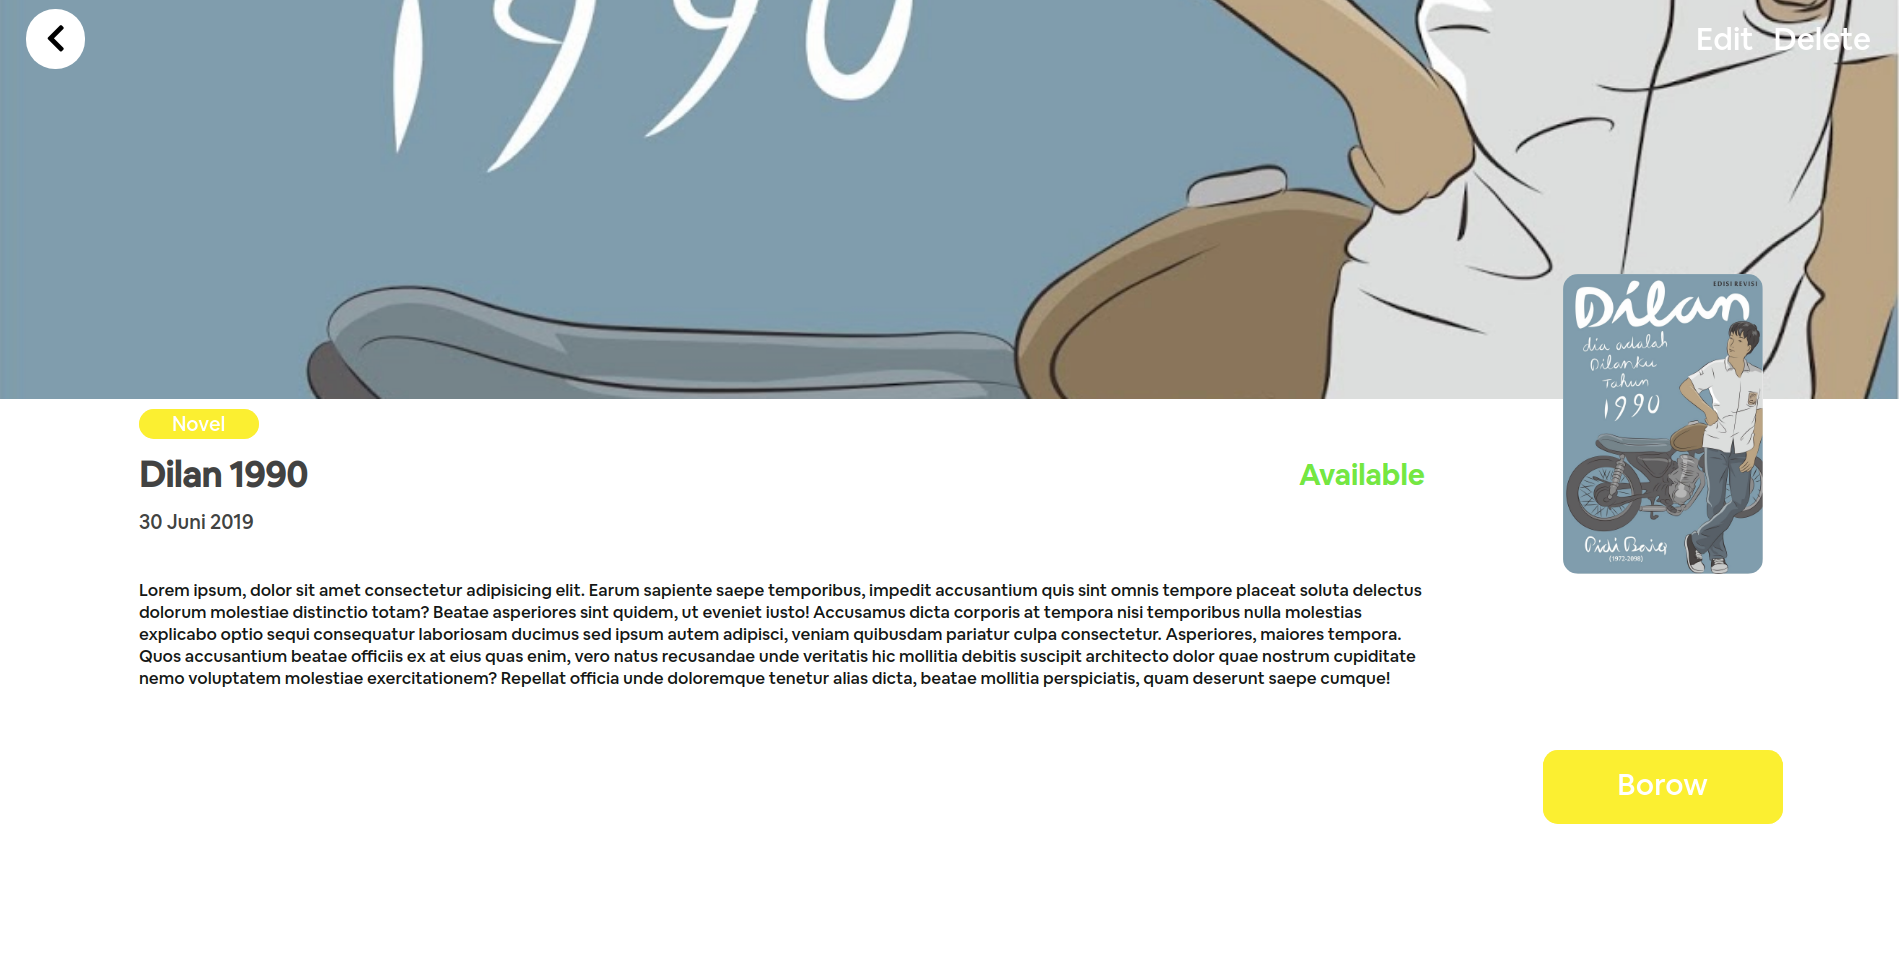 1990
Edit Delete
Novel
Dilan 1990
Available
30 Juni 2019
Lorem ipsum, dolor sit amet consectetur adipisicing elit. Earum sapiente saepe temporibus, impedit accusantium quis sint omnis tempore placeat soluta delectus
dolorum molestiae distinctio totam? Beatae asperiores sint quidem, ut eveniet iusto! Accusamus dicta corporis at tempora nisi temporibus nulla molestias
explicabo optio sequi consequatur laboriosam ducimus sed ipsum autem adipisci, veniam quibusdam pariatur culpa consectetur. Asperiores, maiores tempora.
Quos accusantium beatae officiis ex at eius quas enim, vero natus recusandae unde veritatis hic mollitia debitis suscipit architecto dolor quae nostrum cupiditate
nemo voluptatem molestiae exercitationem? Repellat officia unde doloremque tenetur alias dicta, beatae mollitia perspiciatis, quam deserunt saepe cumque!
EDISI REVISI
Dilan
dia adalah
Dilanku
Tahun
1990
Pidi Baiq
(1972-2098)
Borow